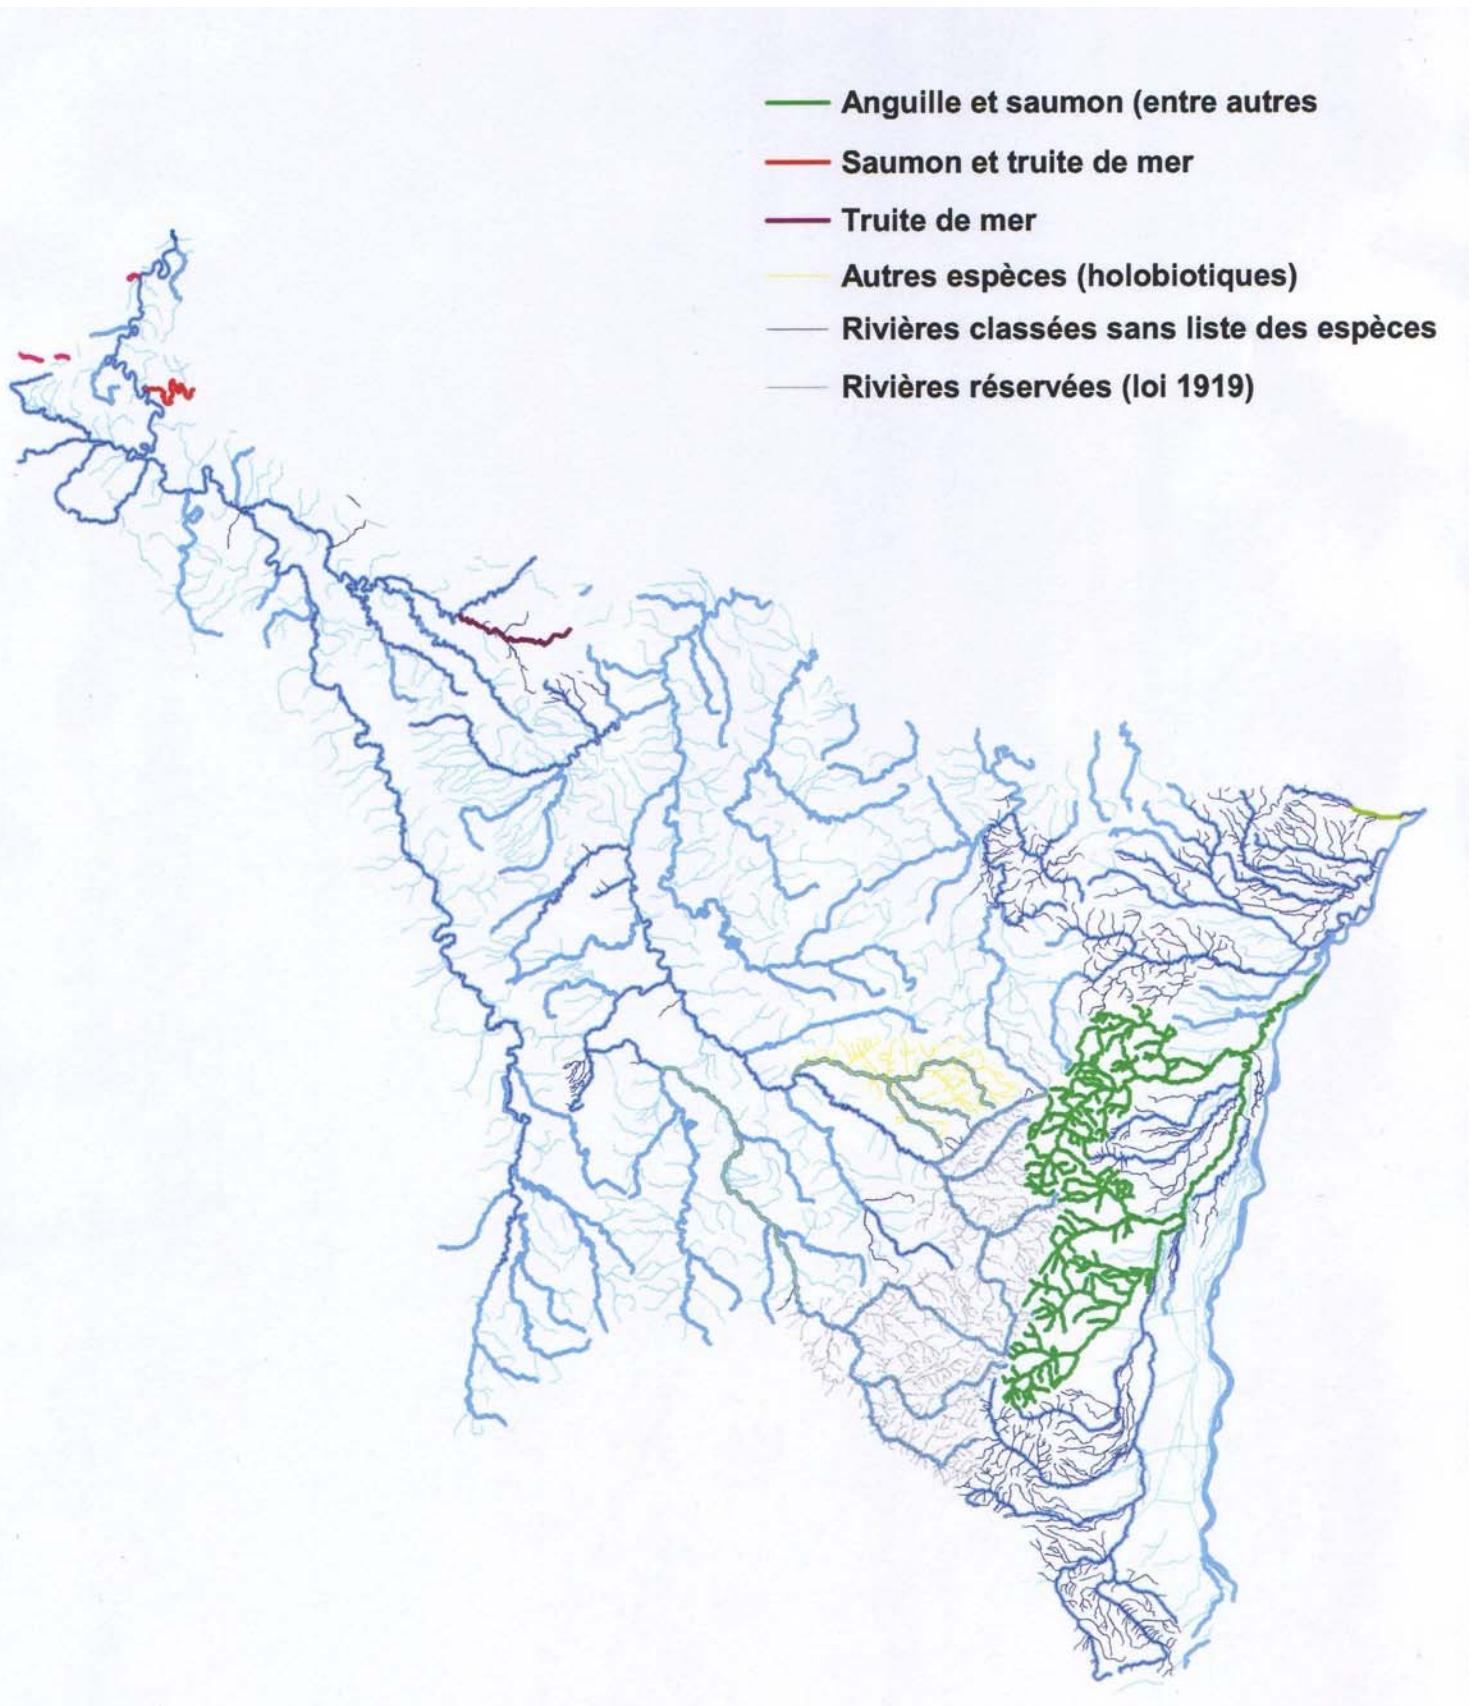 Anguille et saumon (entre autres
Saumon et truite de mer
Truite de mer
Autres espèces (holobiotiques)
Rivières classées sans liste des espèces
Rivières réservées (loi 1919)